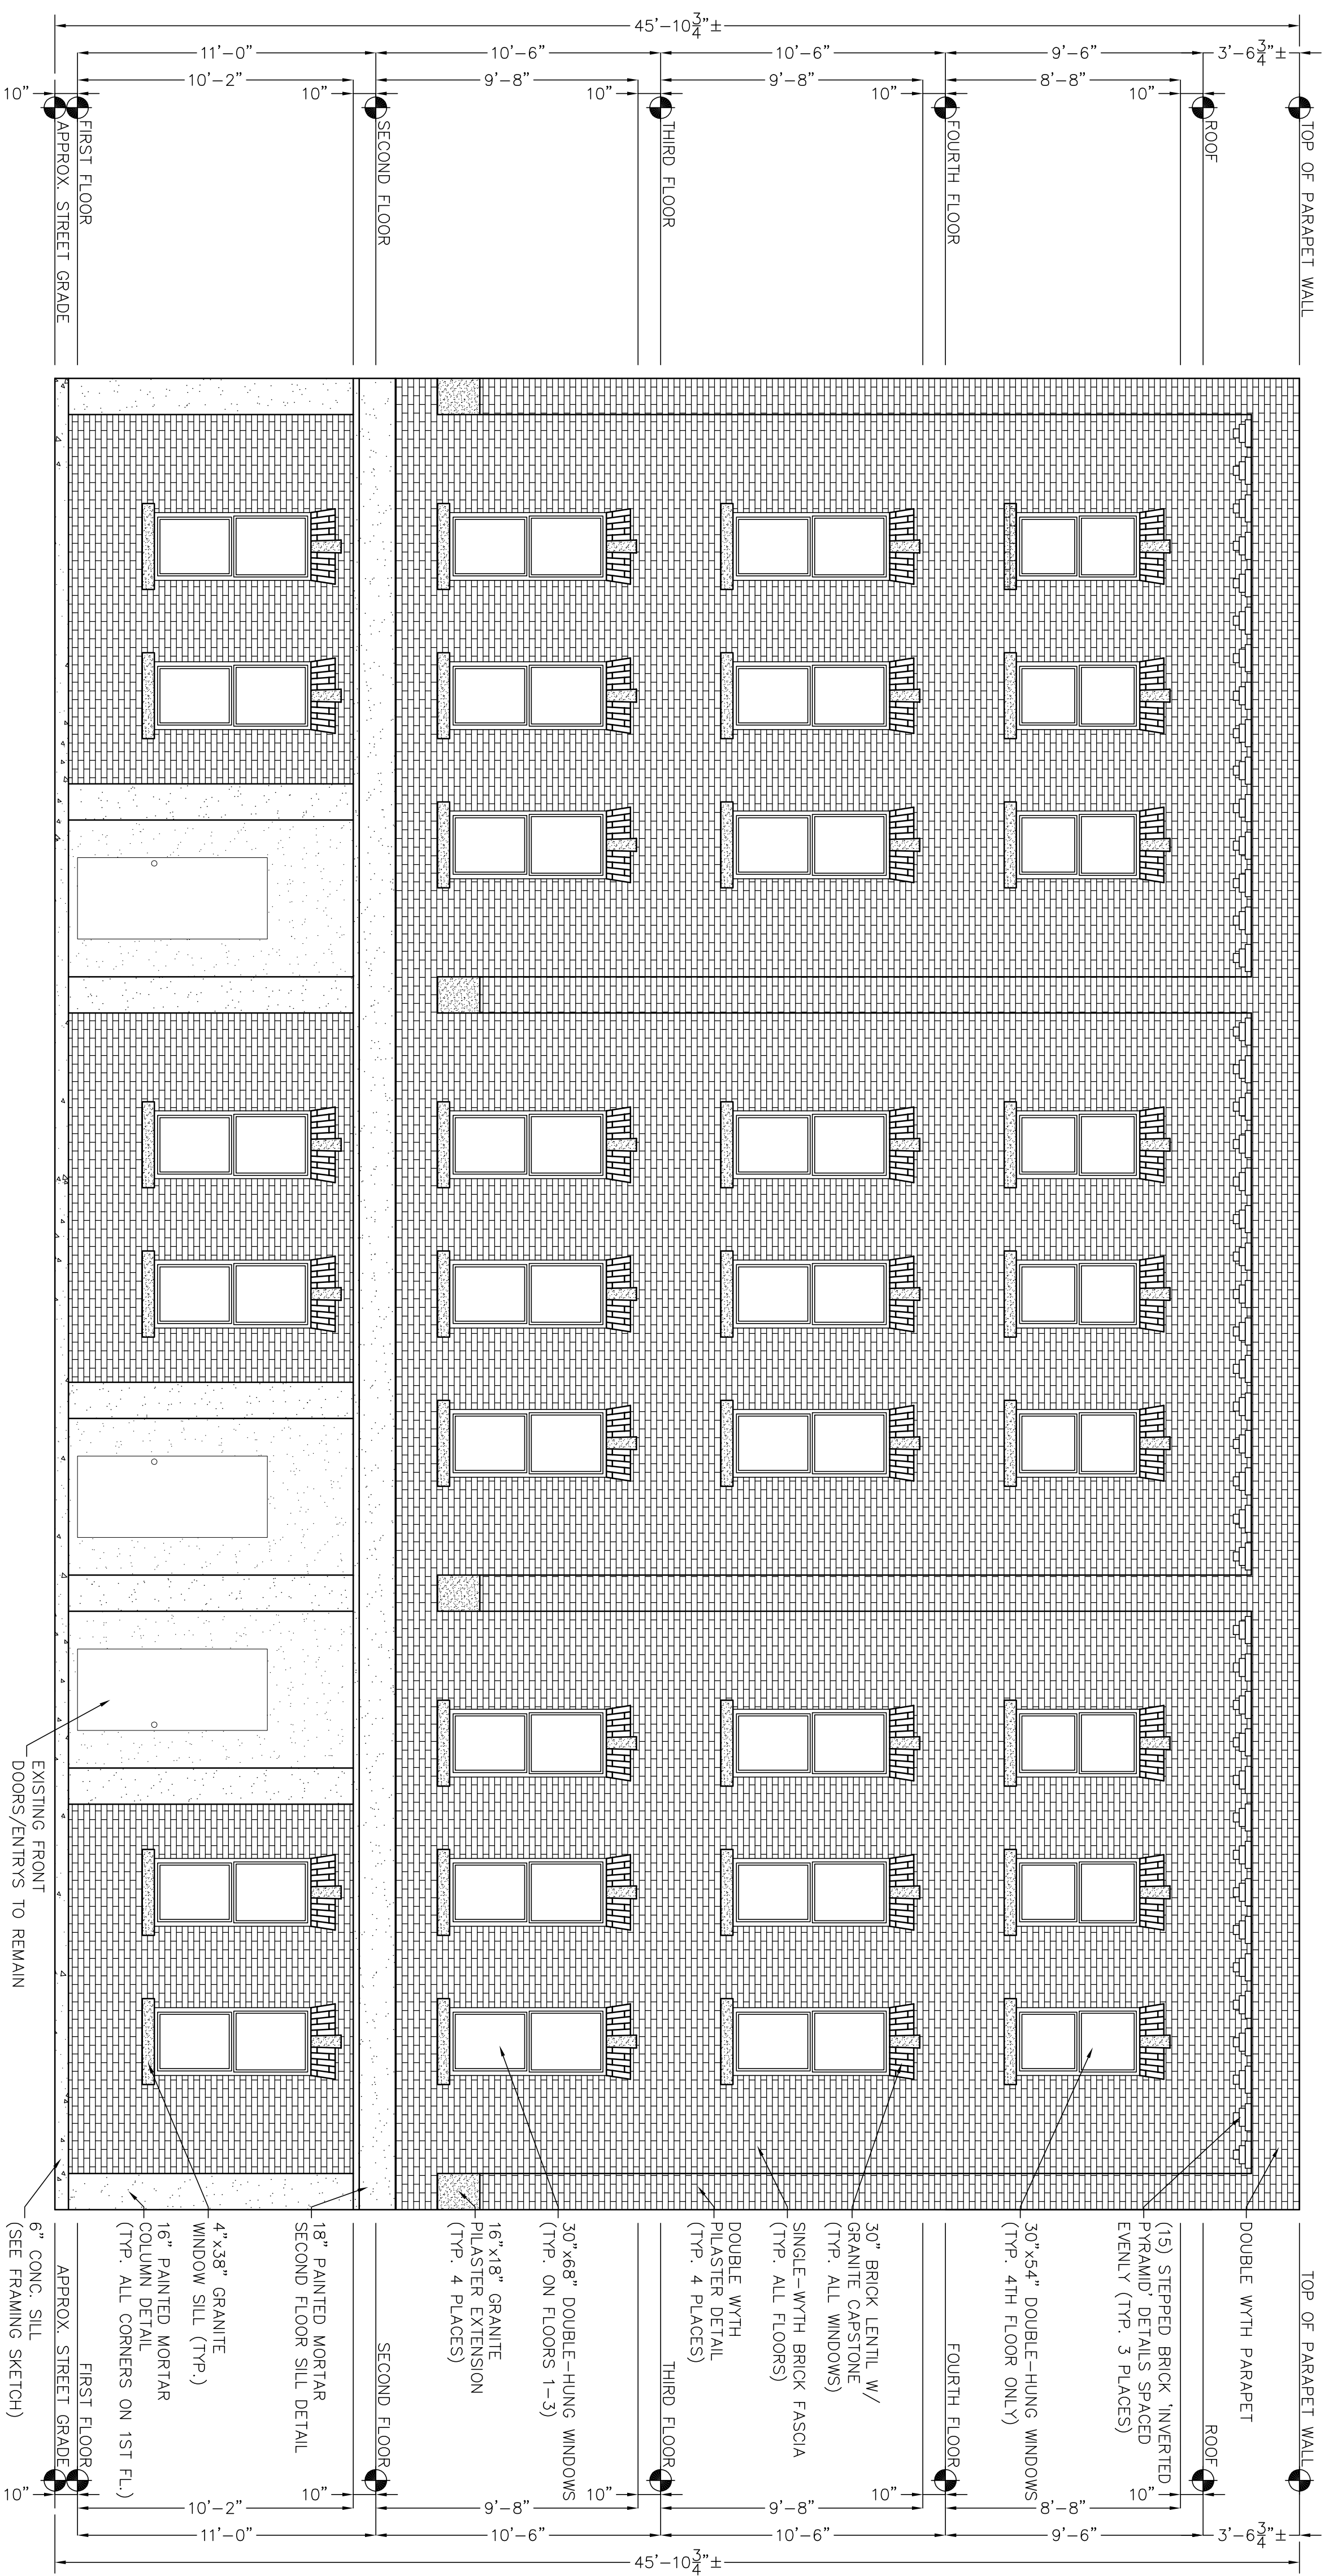 45'-10 3/4"±
11'-0"
10'-6"
10'-6"
9'-6"
3'-6 3/4"±
10'-2"
9'-8"
9'-8"
8'-8"
10"
10"
10"
10"
10"
TOP OF PARAPET WALL
ROOF
FOURTH FLOOR
THIRD FLOOR
SECOND FLOOR
FIRST FLOOR
APPROX. STREET GRADE
EXISTING FRONT
DOORS/ENTRYS TO REMAIN
TOP OF PARAPET WALL
DOUBLE WYTH PARAPET
ROOF
(15) STEPPED BRICK 'INVERTED
PYRAMID' DETAILS SPACED
EVENLY (TYP. 3 PLACES)
30"x54" DOUBLE-HUNG WINDOWS
(TYP. 4TH FLOOR ONLY)
FOURTH FLOOR
30" BRICK LENTIL W/
GRANITE CAPSTONE
(TYP. ALL WINDOWS)
SINGLE-WYTH BRICK FASCIA
(TYP. ALL FLOORS)
DOUBLE WYTH
PILASTER DETAIL
(TYP. 4 PLACES)
THIRD FLOOR
30"x68" DOUBLE-HUNG WINDOWS
(TYP. ON FLOORS 1-3)
16"x18" GRANITE
PILASTER EXTENSION
(TYP. 4 PLACES)
SECOND FLOOR
18" PAINTED MORTAR
SECOND FLOOR SILL DETAIL
4"x38" GRANITE
WINDOW SILL (TYP.)
16" PAINTED MORTAR
COLUMN DETAIL
(TYP. ALL CORNERS ON 1ST FL.)
FIRST FLOOR
APPROX. STREET GRADE
6" CONC. SILL
(SEE FRAMING SKETCH)
10"
10"
10"
10"
10"
10'-2"
9'-8"
9'-8"
8'-8"
11'-0"
10'-6"
10'-6"
9'-6"
3'-6 3/4"±
45'-10 3/4"±